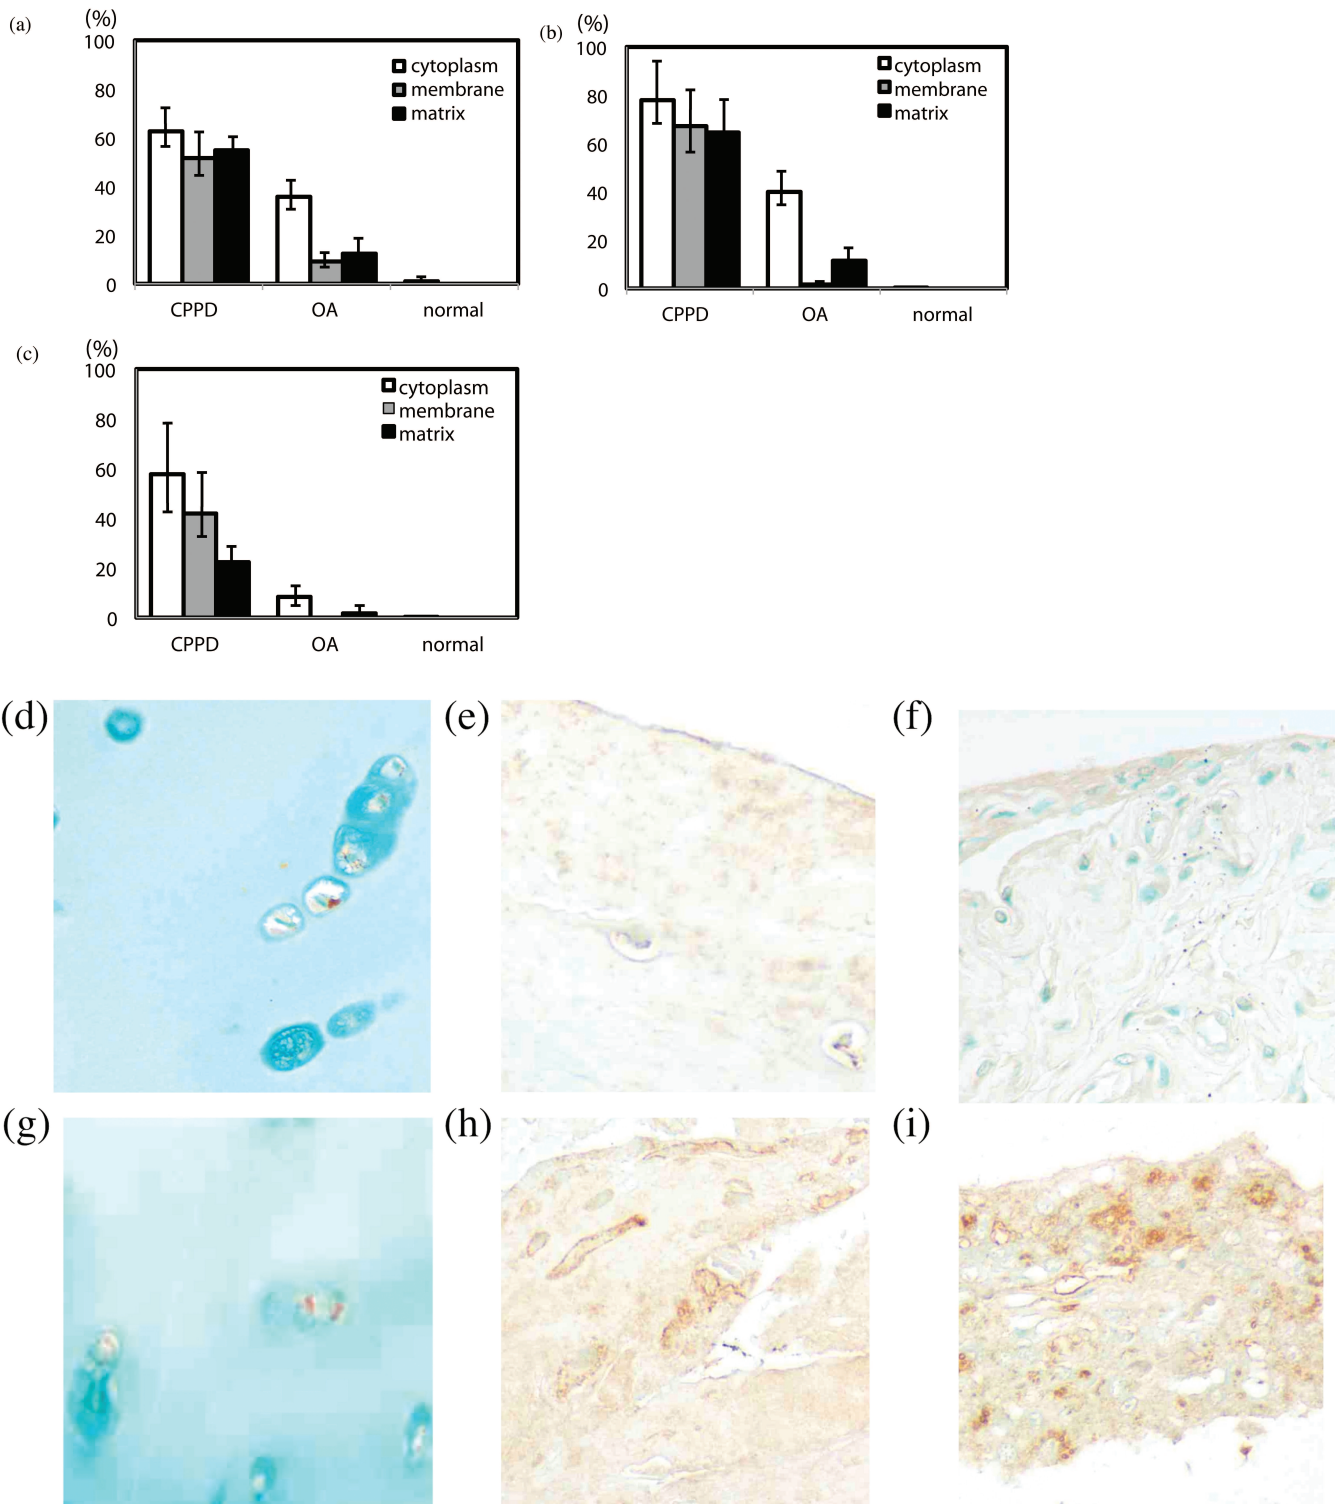 (a)
(%)
100
80
60
40
20
0
cytoplasm
membrane
matrix
CPPD OA normal
(b)
(%)
100
80
60
40
20
0
cytoplasm
membrane
matrix
CPPD OA normal
(c)
(%)
100
80
60
40
20
0
cytoplasm
membrane
matrix
CPPD OA normal
(d) (e) (f)
(g) (h) (i)